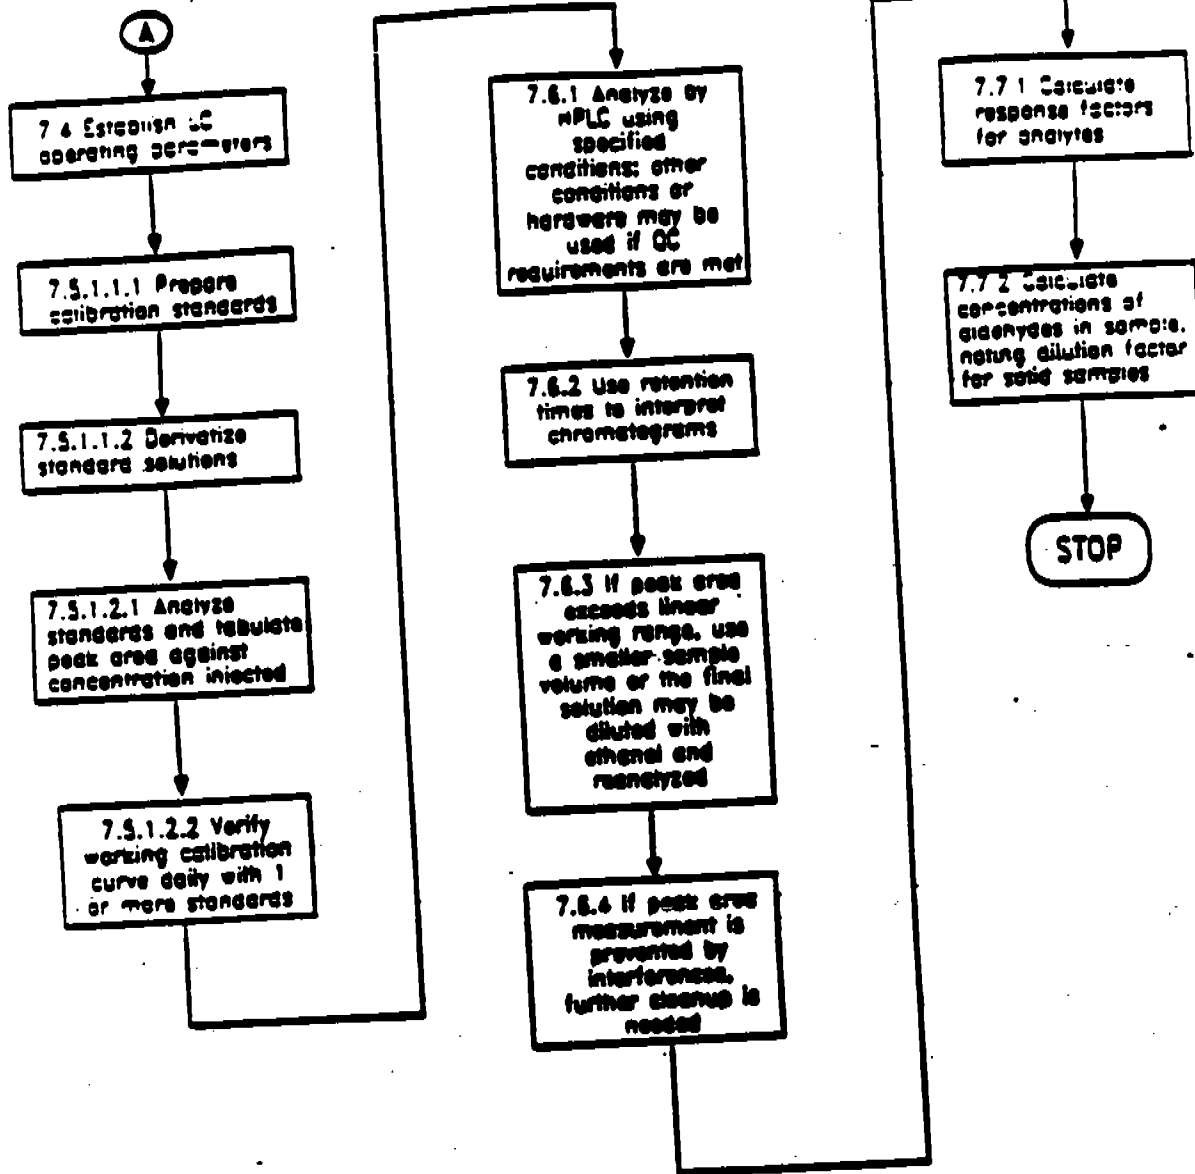 A
7.4 Establish LC
operating parameters
7.5.1.1.1 Prepare
calibration standards
7.5.1.1.2 Derivatize
standard solutions
7.5.1.2.1 Analyze
standards and tabulate
peak area against
concentration injected
7.5.1.2.2 Verify
working calibration
curve daily with 1
or more standards
7.6.1 Analyze by
HPLC using
specified
conditions; other
conditions or
hardware may be
used if QC
requirements are met
7.6.2 Use retention
times to interpret
chromatograms
7.6.3 If peak area
exceeds linear
working range, use
a smaller sample
volume or the final
solution may be
diluted with
ethanol and
reanalyzed
7.6.4 If peak area
measurement is
prevented by
interferences,
further cleanup is
needed
7.7.1 Calculate
response factors
for analytes
7.7.2 Calculate
concentrations of
aldehydes in sample,
noting dilution factor
for solid samples
STOP